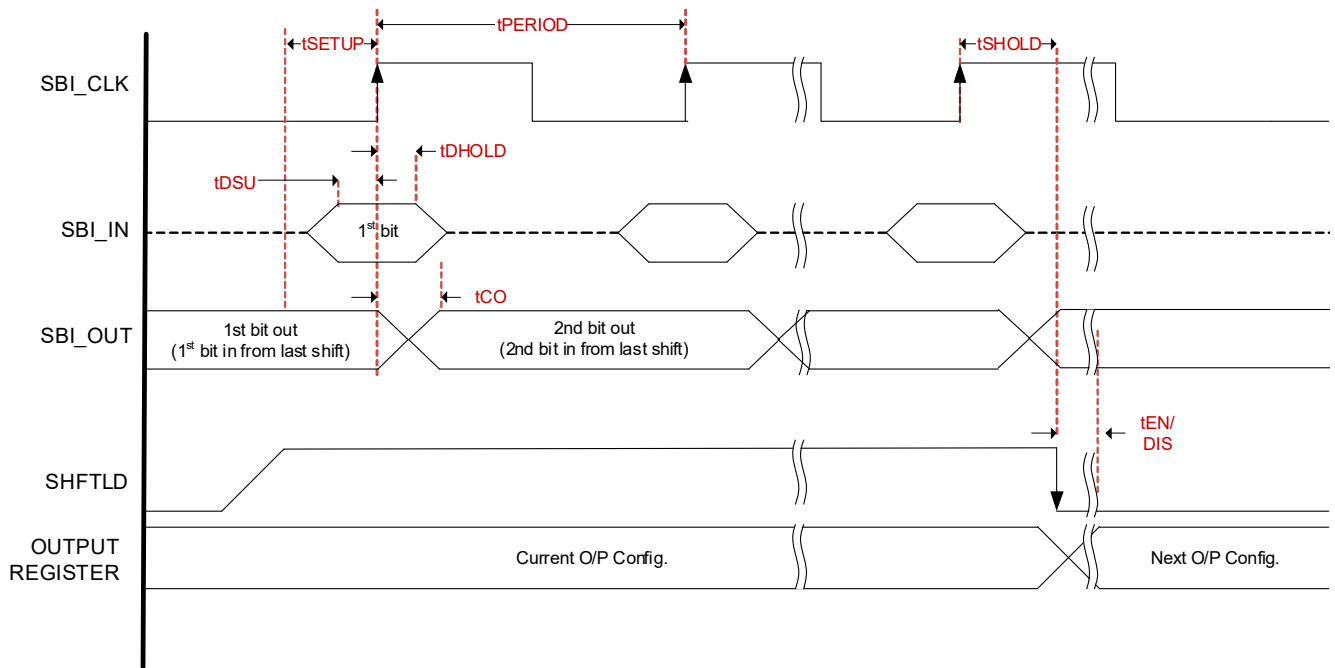 tPERIOD
tSETUP
tSHOLD
SBI_CLK
tDHOLD
tDSU
SBI_IN
1st bit
tCO
SBI_OUT
1st bit out
(1st bit in from last shift)
2nd bit out
(2nd bit in from last shift)
tEN/
DIS
SHFTLD
OUTPUT
REGISTER
Current O/P Config.
Next O/P Config.